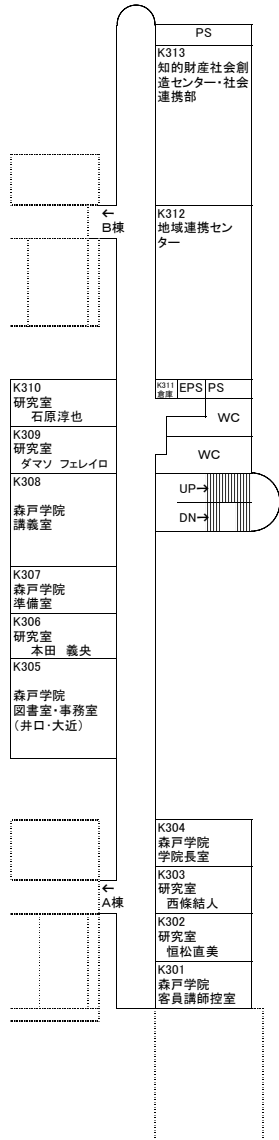 PS
K313
知的財産社会創
造センター・社会
連携部
←
B棟
K312
地域連携セン
ター
K310
研究室
石原淳也
K311
倉庫
EPS
PS
WC
K309
研究室
ダマソ フェレイロ
WC
K308
森戸学院
講義室
UP→
DN→
K307
森戸学院
準備室
K306
研究室
本田 義央
K305
森戸学院
図書室・事務室
（井口・大近）
K304
森戸学院
学院長室
←
A棟
K303
研究室
西條結人
K302
研究室
恒松直美
K301
森戸学院
客員講師控室